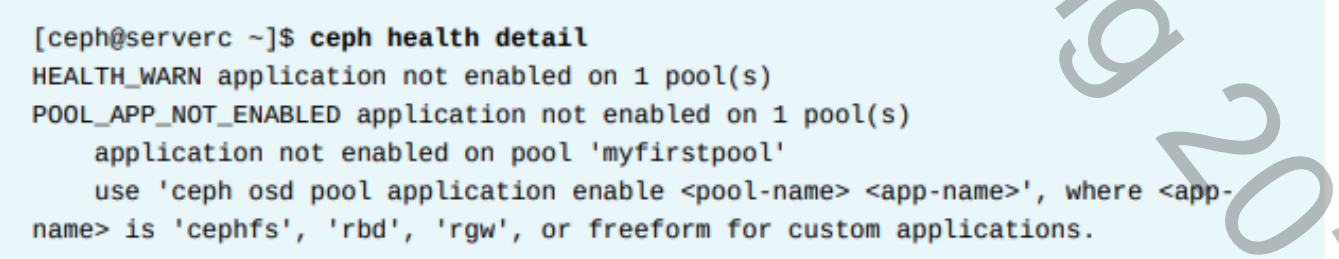 [ceph@serverc ~]$ ceph health detail
HEALTH_WARN application not enabled on 1 pool(s)
POOL_APP_NOT_ENABLED application not enabled on 1 pool(s)
    application not enabled on pool 'myfirstpool'
    use 'ceph osd pool application enable <pool-name> <app-name>', where <app-
name> is 'cephfs', 'rbd', 'rgw', or freeform for custom applications.